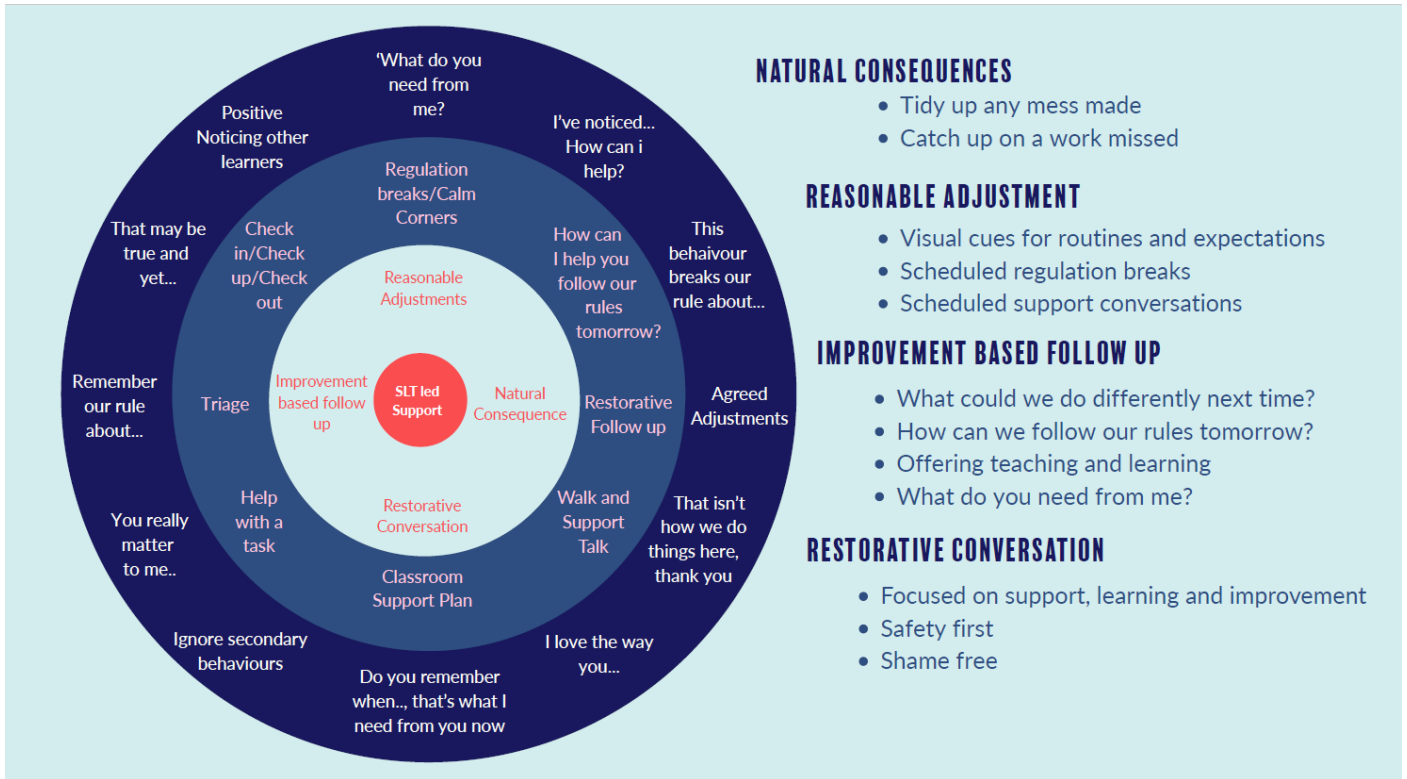 'What do you
need from
me?
I've noticed...
How can i
help?
This
behaivour
breaks our
rule about...
Agreed
Adjustments
That isn't
how we do
things here,
thank you
I love the way
you...
Do you remember
when.., that's what I
need from you now
Ignore secondary
behaviours
You really
matter
to me..
Remember
our rule
about...
That may be
true and
yet...
Positive
Noticing other
learners
Regulation
breaks/Calm
Corners
How can
I help you
follow our
rules
tomorrow?
Restorative
Follow up
Walk and
Support
Talk
Classroom
Support Plan
Help
with a
task
Triage
Check
in/Check
up/Check
out
Reasonable
Adjustments
Natural
Consequence
Restorative
Conversation
Improvement
based follow
up
SLT led
Support
NATURAL CONSEQUENCES
• Tidy up any mess made
• Catch up on a work missed
REASONABLE ADJUSTMENT
• Visual cues for routines and expectations
• Scheduled regulation breaks
• Scheduled support conversations
IMPROVEMENT BASED FOLLOW UP
• What could we do differently next time?
• How can we follow our rules tomorrow?
• Offering teaching and learning
• What do you need from me?
RESTORATIVE CONVERSATION
• Focused on support, learning and improvement
• Safety first
• Shame free